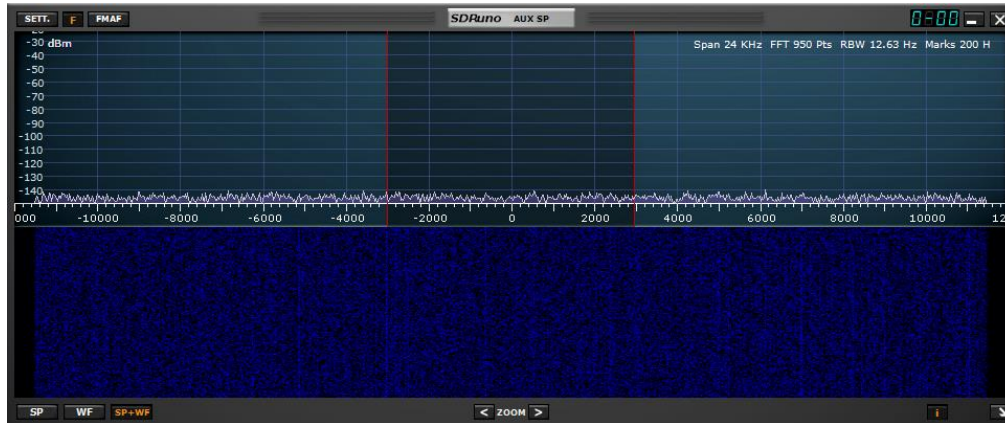 SETT. F FMAF SDRuno AUX SP 0-00
-30 dBm Span 24 KHz FFT 950 Pts RBW 12.63 Hz Marks 200 H
-40
-50
-60
-70
-80
-90
-100
-110
-120
-130
-140
000 -10000 -8000 -6000 -4000 -2000 0 2000 4000 6000 8000 10000 12
SP WF SP+WF < ZOOM > i